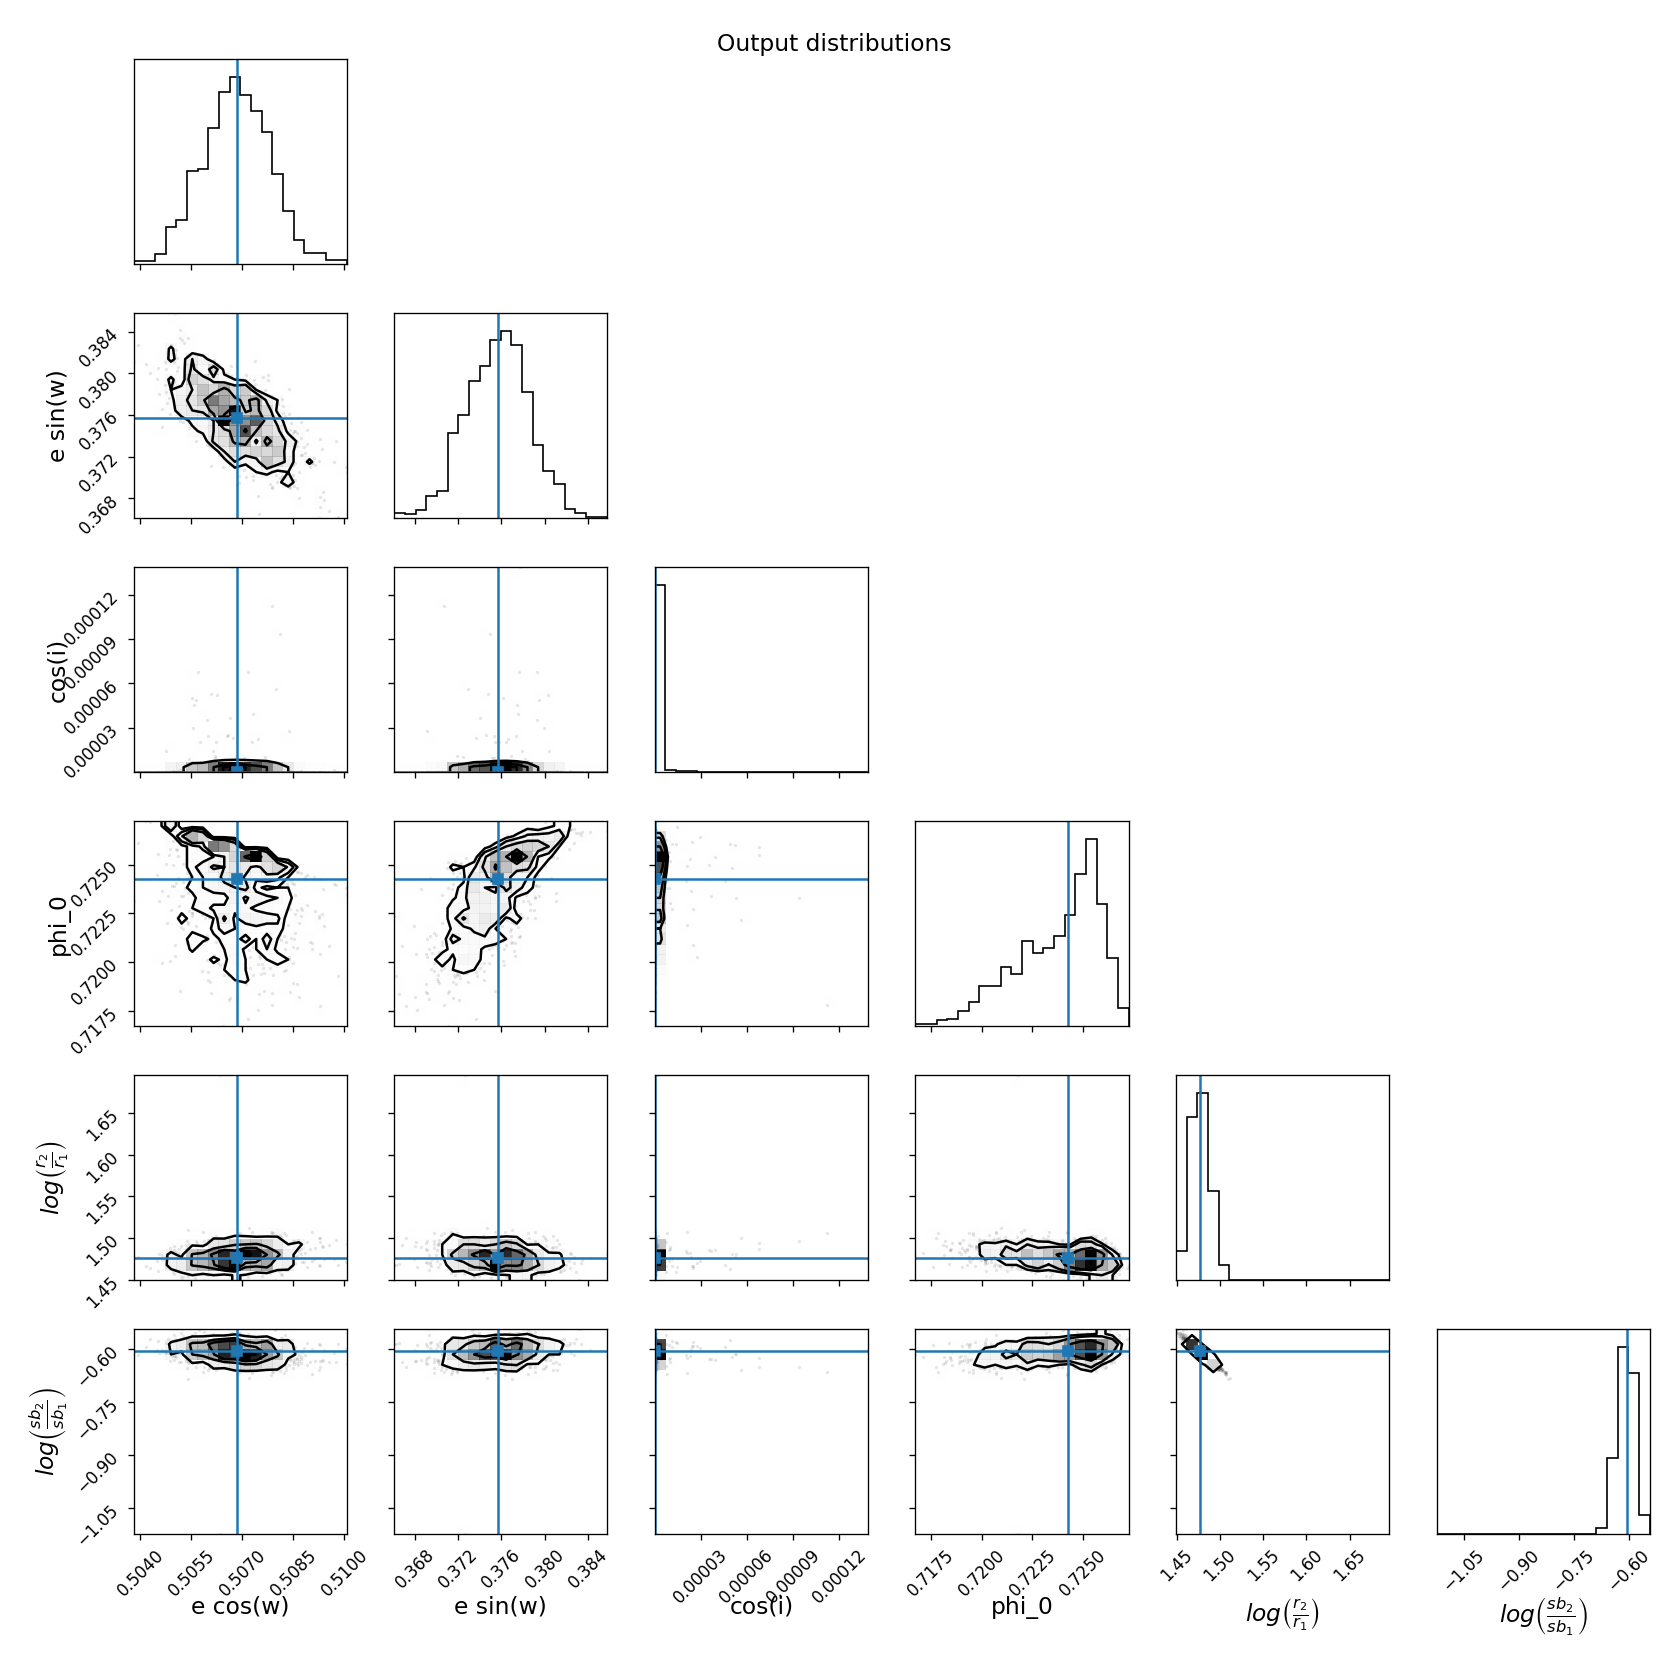 Output distributions
e sin(w)
0.384
0.380
0.376
0.372
0.368
cos(i)
0.00012
0.00009
0.00006
0.00003
phi_0
0.7250
0.7225
0.7200
0.7175
log(r₂/r₁)
1.65
1.60
1.55
1.50
1.45
log(sb₂/sb₁)
−0.60
−0.75
−0.90
−1.05
0.5040 0.5055 0.5070 0.5085 0.5100
0.368 0.372 0.376 0.380 0.384
0.00003 0.00006 0.00009 0.00012
0.7175 0.7200 0.7225 0.7250
1.45 1.50 1.55 1.60 1.65
−1.05 −0.90 −0.75 −0.60
e cos(w)
e sin(w)
cos(i)
phi_0
log(r₂/r₁)
log(sb₂/sb₁)